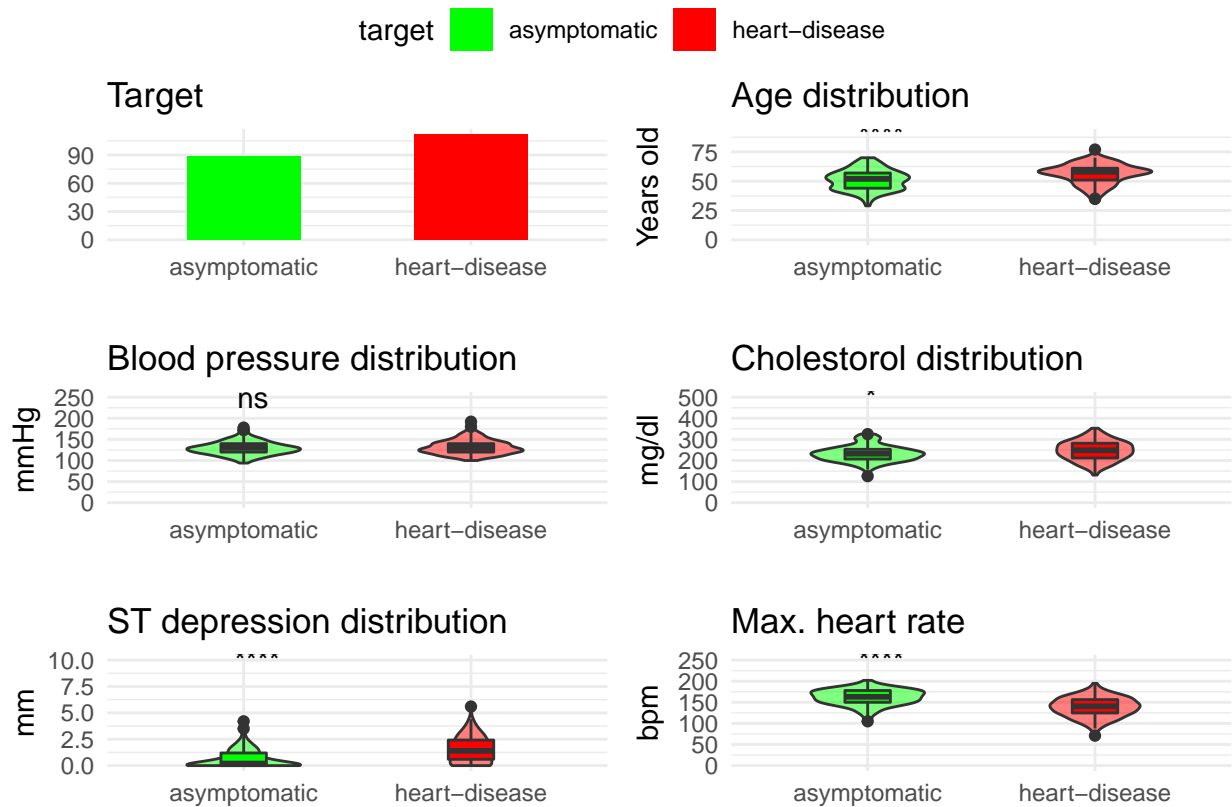 target asymptomatic heart−disease
Target
90
60
30
0
asymptomatic heart−disease
Age distribution
Years old
****
75
50
25
0
asymptomatic heart−disease
Blood pressure distribution
mmHg
ns
250
200
150
100
50
0
asymptomatic heart−disease
Cholestorol distribution
mg/dl
*
500
400
300
200
100
0
asymptomatic heart−disease
ST depression distribution
mm
****
10.0
7.5
5.0
2.5
0.0
asymptomatic heart−disease
Max. heart rate
bpm
****
250
200
150
100
50
0
asymptomatic heart−disease